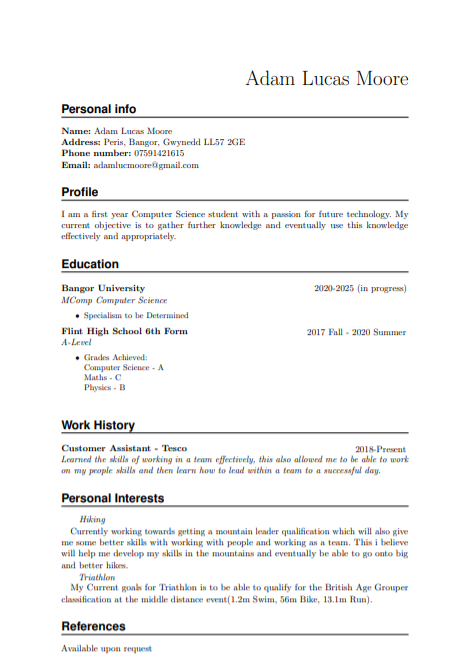 Adam Lucas Moore
Personal info
Name: Adam Lucas Moore
Address: Peris, Bangor, Gwynedd LL57 2GE
Phone number: 07591421615
Email: adamlucmoore@gmail.com
Profile
I am a first year Computer Science student with a passion for future technology. My
current objective is to gather further knowledge and eventually use this knowledge
effectively and appropriately.
Education
Bangor University 2020-2025 (in progress)
MComp Computer Science
• Specialism to be Determined
Flint High School 6th Form 2017 Fall - 2020 Summer
A-Level
• Grades Achieved:
Computer Science - A
Maths - C
Physics - B
Work History
Customer Assistant - Tesco 2018-Present
Learned the skills of working in a team effectively, this also allowed me to be able to work
on my people skills and then learn how to lead within a team to a successful day.
Personal Interests
Hiking
Currently working towards getting a mountain leader qualification which will also give
me some better skills with working with people and working as a team. This i believe
will help me develop my skills in the mountains and eventually be able to go onto big
and better hikes.
Triathlon
My Current goals for Triathlon is to be able to qualify for the British Age Grouper
classification at the middle distance event(1.2m Swim, 56m Bike, 13.1m Run).
References
Available upon request